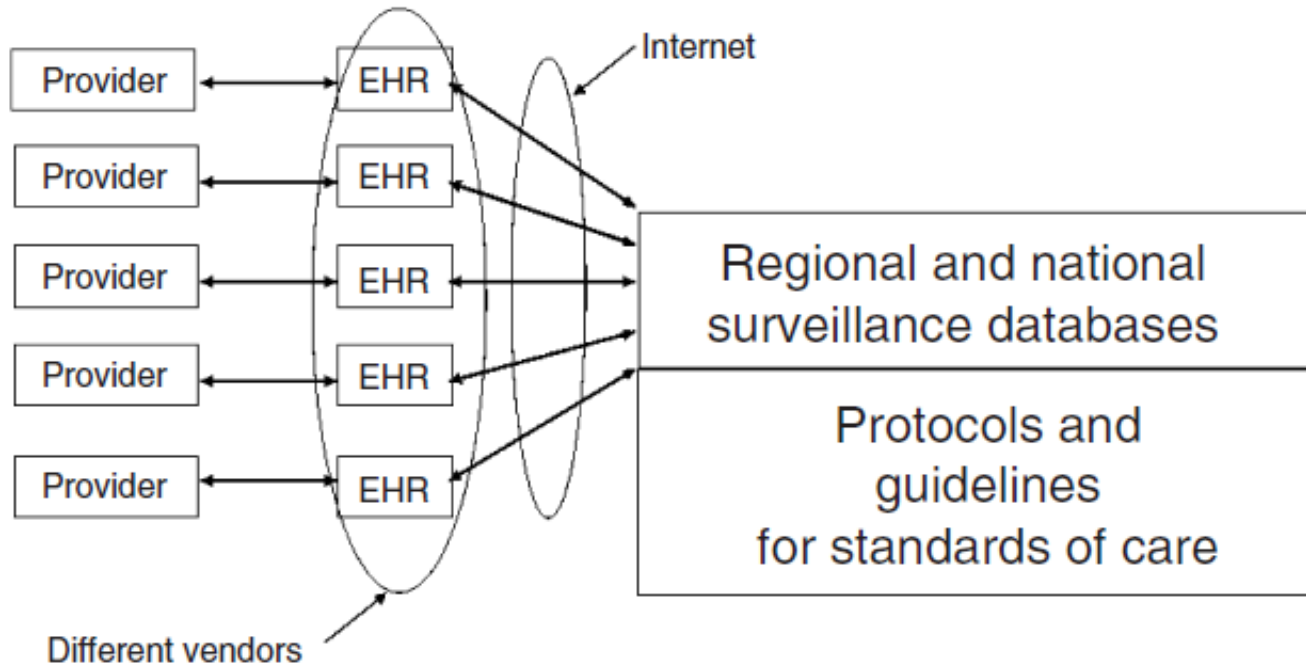 Internet
Provider
EHR
Provider
EHR
Provider
EHR
Provider
EHR
Provider
EHR
Regional and national
surveillance databases
Protocols and
guidelines
for standards of care
Different vendors